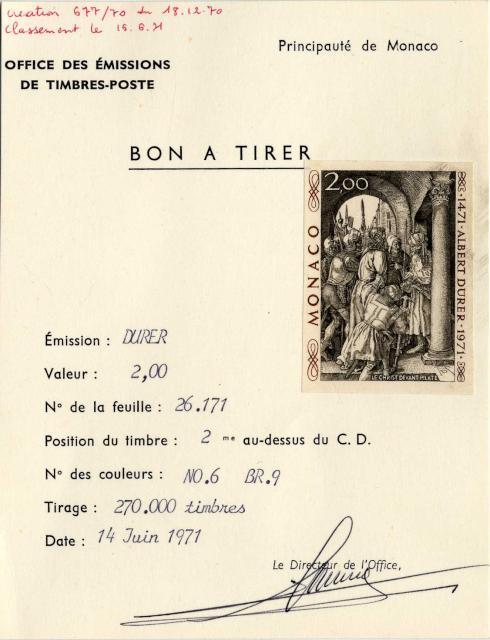 création 677/70 du 18.12.70
classement le 15.6.71
Principauté de Monaco
OFFICE DES ÉMISSIONS
DE TIMBRES-POSTE
BON A TIRER
2,00
MONACO
1471·ALBERT DÜRER·1971
LE CHRIST DEVANT PILATE
Émission : DURER
Valeur : 2,00
N° de la feuille : 26.171
Position du timbre : 2 me au-dessus du C. D.
N° des couleurs : NO.6 BR.9
Tirage : 270.000 timbres
Date : 14 Juin 1971
Le Directeur de l'Office,